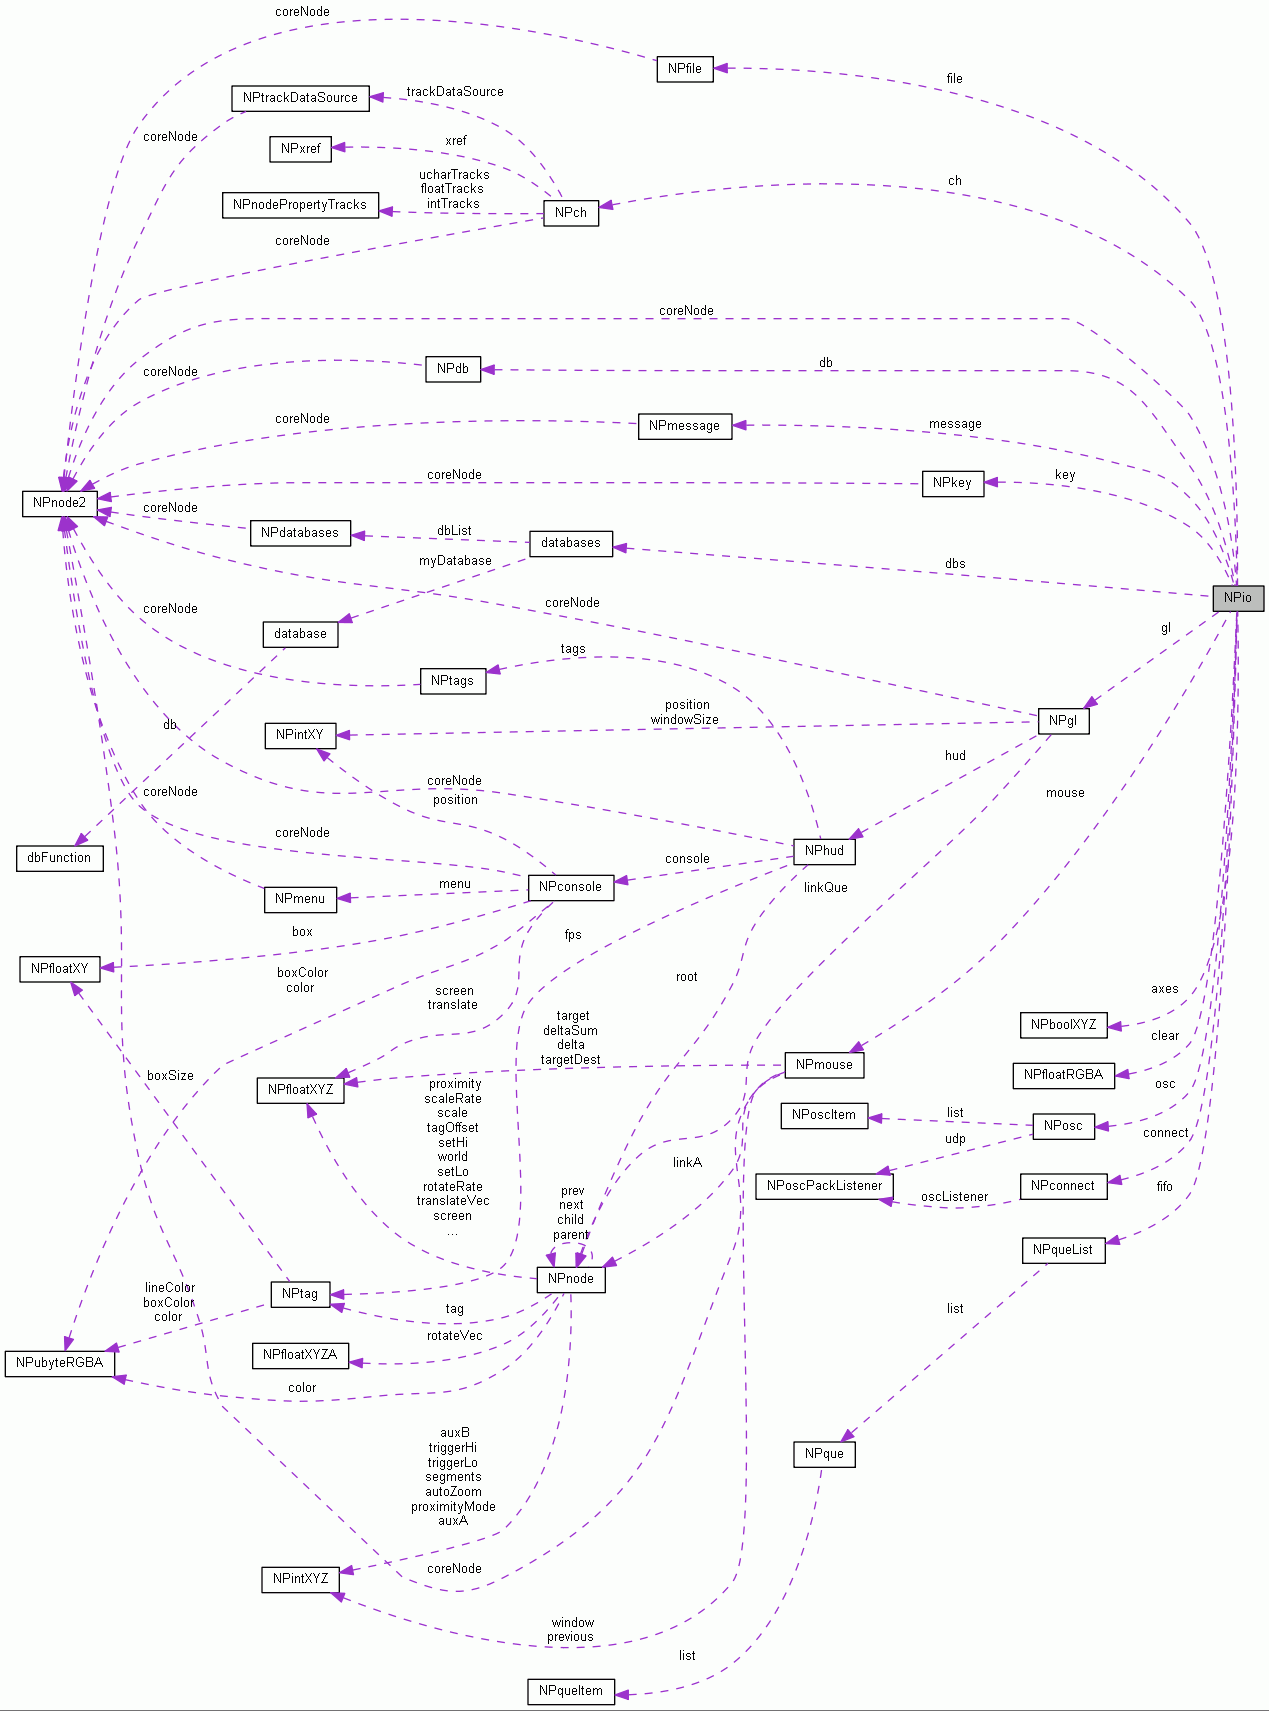 coreNode
NPfile
file
NPtrackDataSource
trackDataSource
coreNode
xref
NPxref
ucharTracks
floatTracks
intTracks
ch
NPnodePropertyTracks
NPch
coreNode
coreNode
db
NPdb
coreNode
coreNode
NPmessage
message
coreNode
NPkey
key
NPnode2
coreNode
NPdatabases
dbList
databases
myDatabase
dbs
NPio
coreNode
coreNode
gl
database
tags
NPtags
position
windowSize
NPgl
db
NPintXY
hud
coreNode
coreNode
position
mouse
coreNode
dbFunction
console
NPhud
menu
NPconsole
linkQue
NPmenu
box
fps
NPfloatXY
boxColor
color
root
screen
translate
axes
target
deltaSum
delta
targetDest
NPboolXYZ
clear
NPmouse
boxSize
NPfloatXYZ
NPfloatRGBA
osc
proximity
scaleRate
scale
tagOffset
setHi
world
setLo
rotateRate
translateVec
screen
...
NPoscItem
list
NPosc
udp
connect
linkA
NPoscPackListener
oscListener
NPconnect
fifo
prev
next
child
parent
NPqueList
NPnode
lineColor
boxColor
color
NPtag
tag
list
rotateVec
NPfloatXYZA
NPubyteRGBA
color
auxB
triggerHi
triggerLo
segments
autoZoom
proximityMode
auxA
NPque
coreNode
NPintXYZ
window
previous
list
NPqueItem